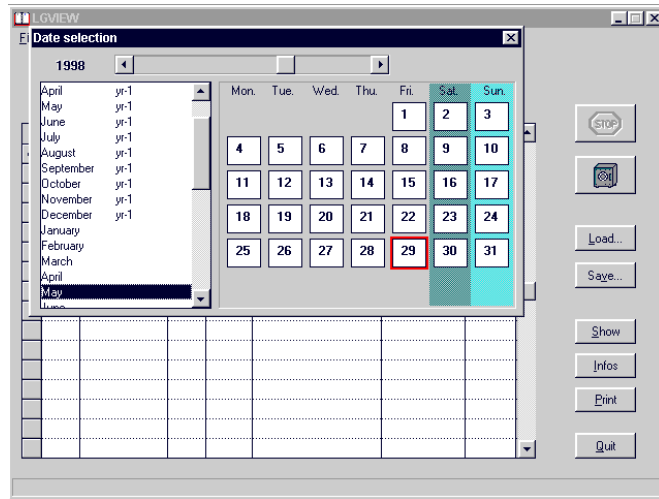 LGVIEW
Fi
Date selection
1998
April yr-1
May yr-1
June yr-1
July yr-1
August yr-1
September yr-1
October yr-1
November yr-1
December yr-1
January
February
March
April
May
June
Mon. Tue. Wed. Thu. Fri. Sat. Sun.
1 2 3
4 5 6 7 8 9 10
11 12 13 14 15 16 17
18 19 20 21 22 23 24
25 26 27 28 29 30 31
STOP
Load...
Save...
Show
Infos
Print
Quit